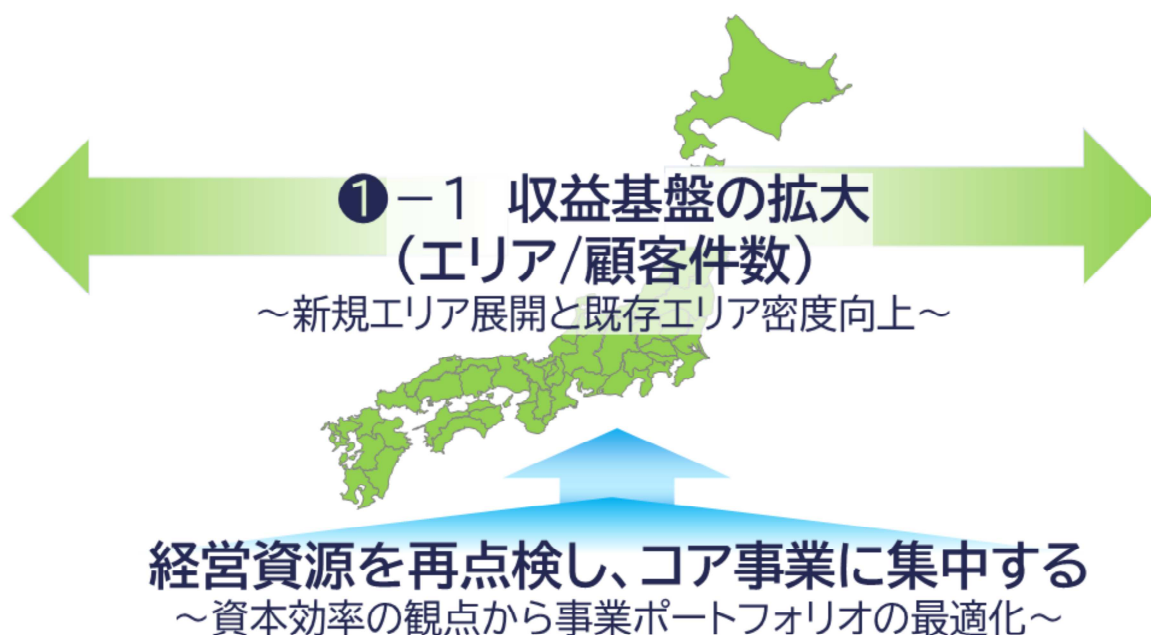 ❶−1 収益基盤の拡大
（エリア/顧客件数）
～新規エリア展開と既存エリア密度向上～
経営資源を再点検し、コア事業に集中する
～資本効率の観点から事業ポートフォリオの最適化～